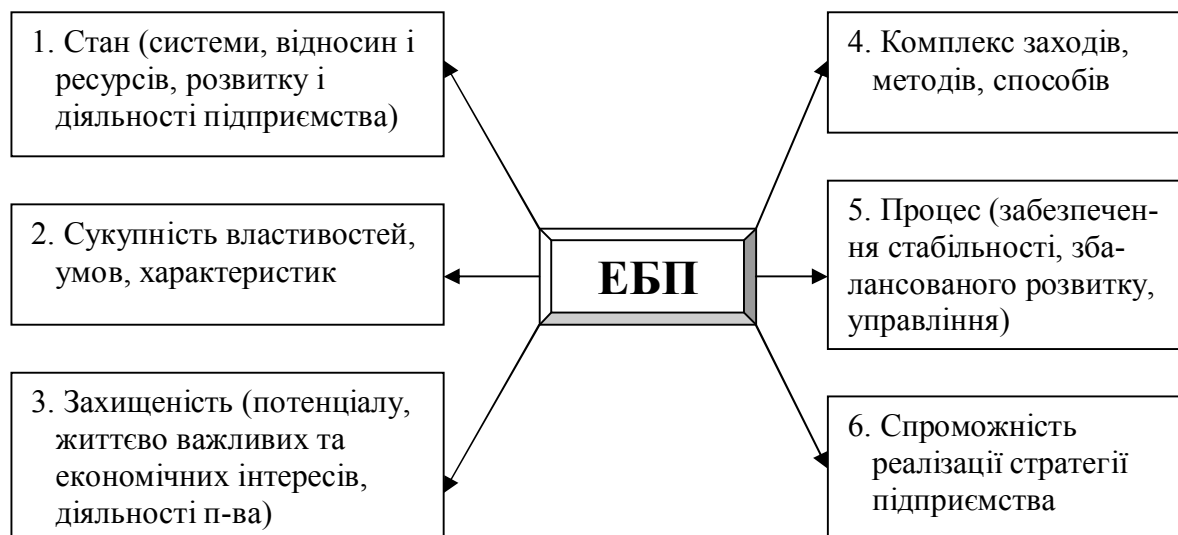 1. Стан (системи, відносин і
ресурсів, розвитку і
діяльності підприємства)
2. Сукупність властивостей,
умов, характеристик
3. Захищеність (потенціалу,
життєво важливих та
економічних інтересів,
діяльності п-ва)
ЕБП
4. Комплекс заходів,
методів, способів
5. Процес (забезпечен-
ня стабільності, зба-
лансованого розвитку,
управління)
6. Спроможність
реалізації стратегії
підприємства